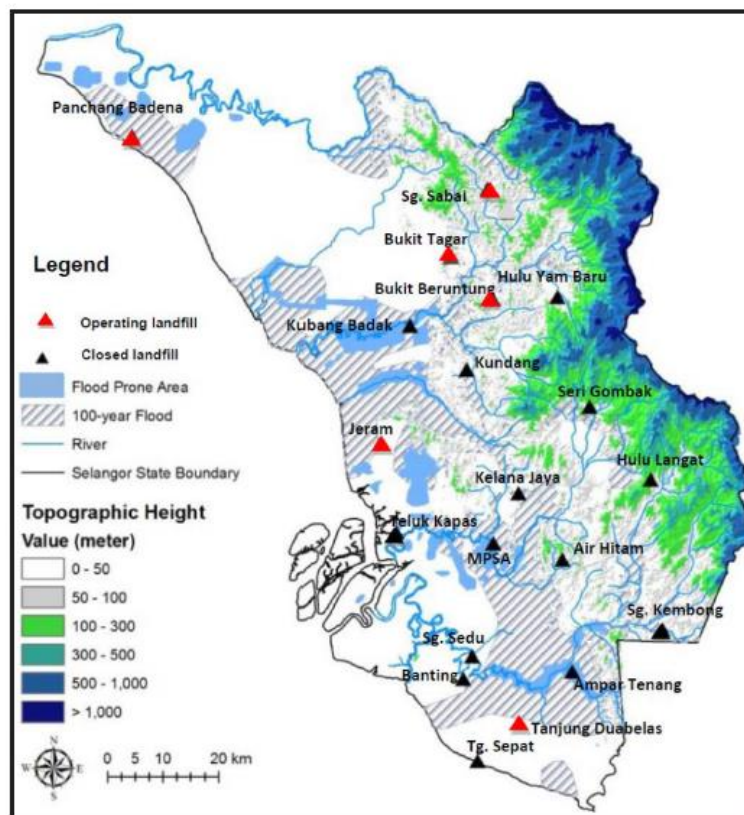 Panchang Badena
Sg. Sabai
Bukit Tagar
Legend
Bukit Beruntung
Hulu Yam Baru
Operating landfill
Kubang Badak
Closed landfill
Kundang
Flood Prone Area
Seri Gombak
100-year Flood
River
Jeram
Selangor State Boundary
Hulu Langat
Kelana Jaya
Topographic Height
Value (meter)
Teluk Kapas
0 - 50
MPSA
Air Hitam
50 - 100
100 - 300
Sg. Kembong
300 - 500
Sg. Sedu
500 - 1,000
Banting
Ampar Tenang
> 1,000
Tanjung Duabelas
Tg. Sepat
N
W E
S
0 5 10 20 km